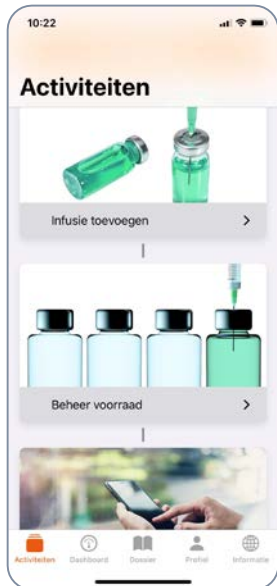 10:22
Activiteiten
Infusie toevoegen
Beheer voorraad
Activiteiten Dashboard Dossier Profiel Informatie